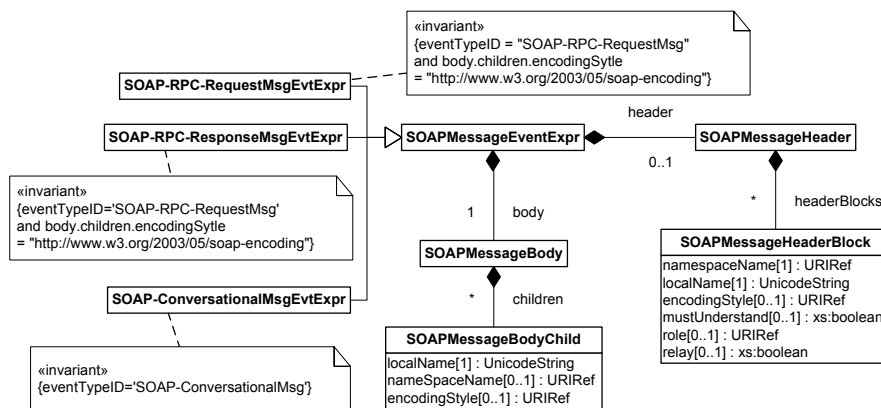 «invariant»
{eventTypeID = "SOAP-RPC-RequestMsg"
and body.children.encodingSytle
= "http://www.w3.org/2003/05/soap-encoding"}
SOAP-RPC-RequestMsgEvtExpr
header
SOAP-RPC-ResponseMsgEvtExpr
SOAPMessageEventExpr
SOAPMessageHeader
0..1
«invariant»
{eventTypeID='SOAP-RPC-RequestMsg'
and body.children.encodingSytle
= "http://www.w3.org/2003/05/soap-encoding"}
1
body
*
headerBlocks
SOAPMessageBody
SOAPMessageHeaderBlock
namespaceName[1] : URIRef
localName[1] : UnicodeString
encodingStyle[0..1] : URIRef
mustUnderstand[0..1] : xs:boolean
role[0..1] : URIRef
relay[0..1] : xs:boolean
SOAP-ConversationalMsgEvtExpr
*
children
SOAPMessageBodyChild
localName[1] : UnicodeString
nameSpaceName[0..1] : URIRef
encodingStyle[0..1] : URIRef
«invariant»
{eventTypeID='SOAP-ConversationalMsg'}